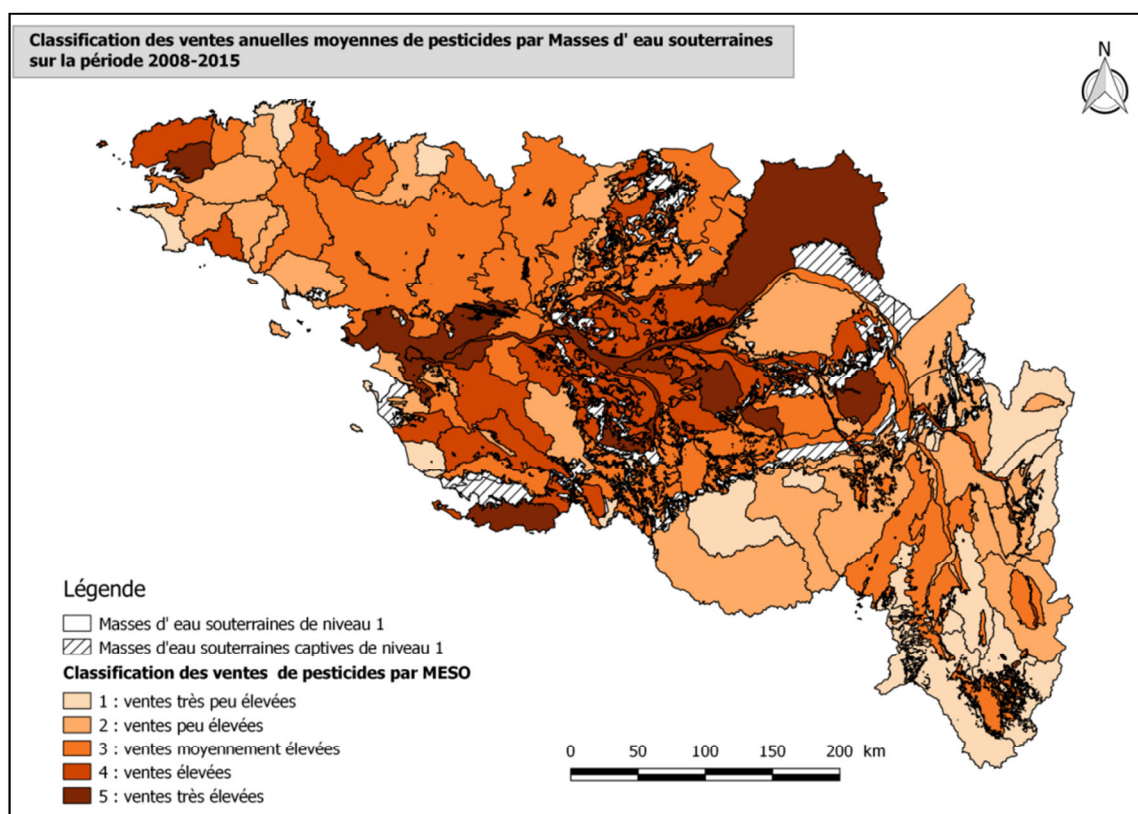 Classification des ventes anuelles moyennes de pesticides par Masses d' eau souterraines
sur la période 2008-2015
N
Légende
Masses d' eau souterraines de niveau 1
Masses d'eau souterraines captives de niveau 1
Classification des ventes de pesticides par MESO
1 : ventes très peu élevées
2 : ventes peu élevées
3 : ventes moyennement élevées
4 : ventes élevées
5 : ventes très élevées
0 50 100 150 200 km